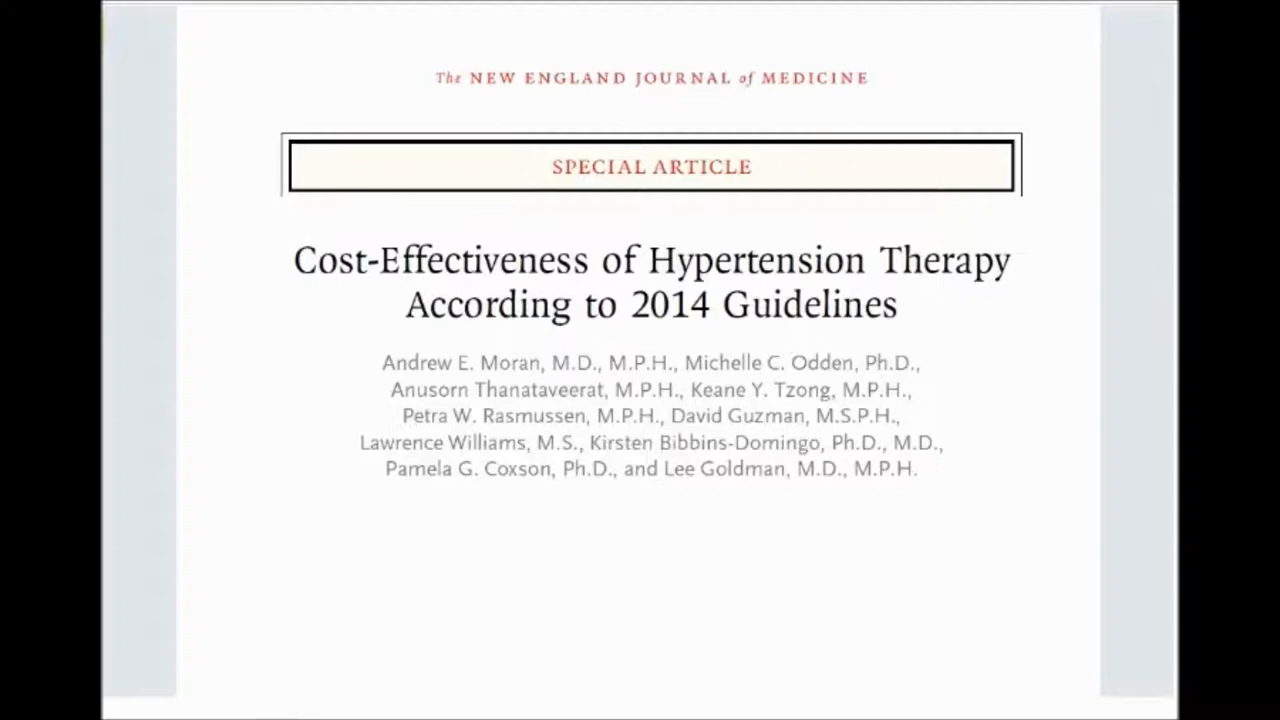 The NEW ENGLAND JOURNAL of MEDICINE
SPECIAL ARTICLE
Cost-Effectiveness of Hypertension Therapy
According to 2014 Guidelines
Andrew E. Moran, M.D., M.P.H., Michelle C. Odden, Ph.D.,
Anusorn Thanataveerat, M.P.H., Keane Y. Tzong, M.P.H.,
Petra W. Rasmussen, M.P.H., David Guzman, M.S.P.H.,
Lawrence Williams, M.S., Kirsten Bibbins-Domingo, Ph.D., M.D.,
Pamela G. Coxson, Ph.D., and Lee Goldman, M.D., M.P.H.